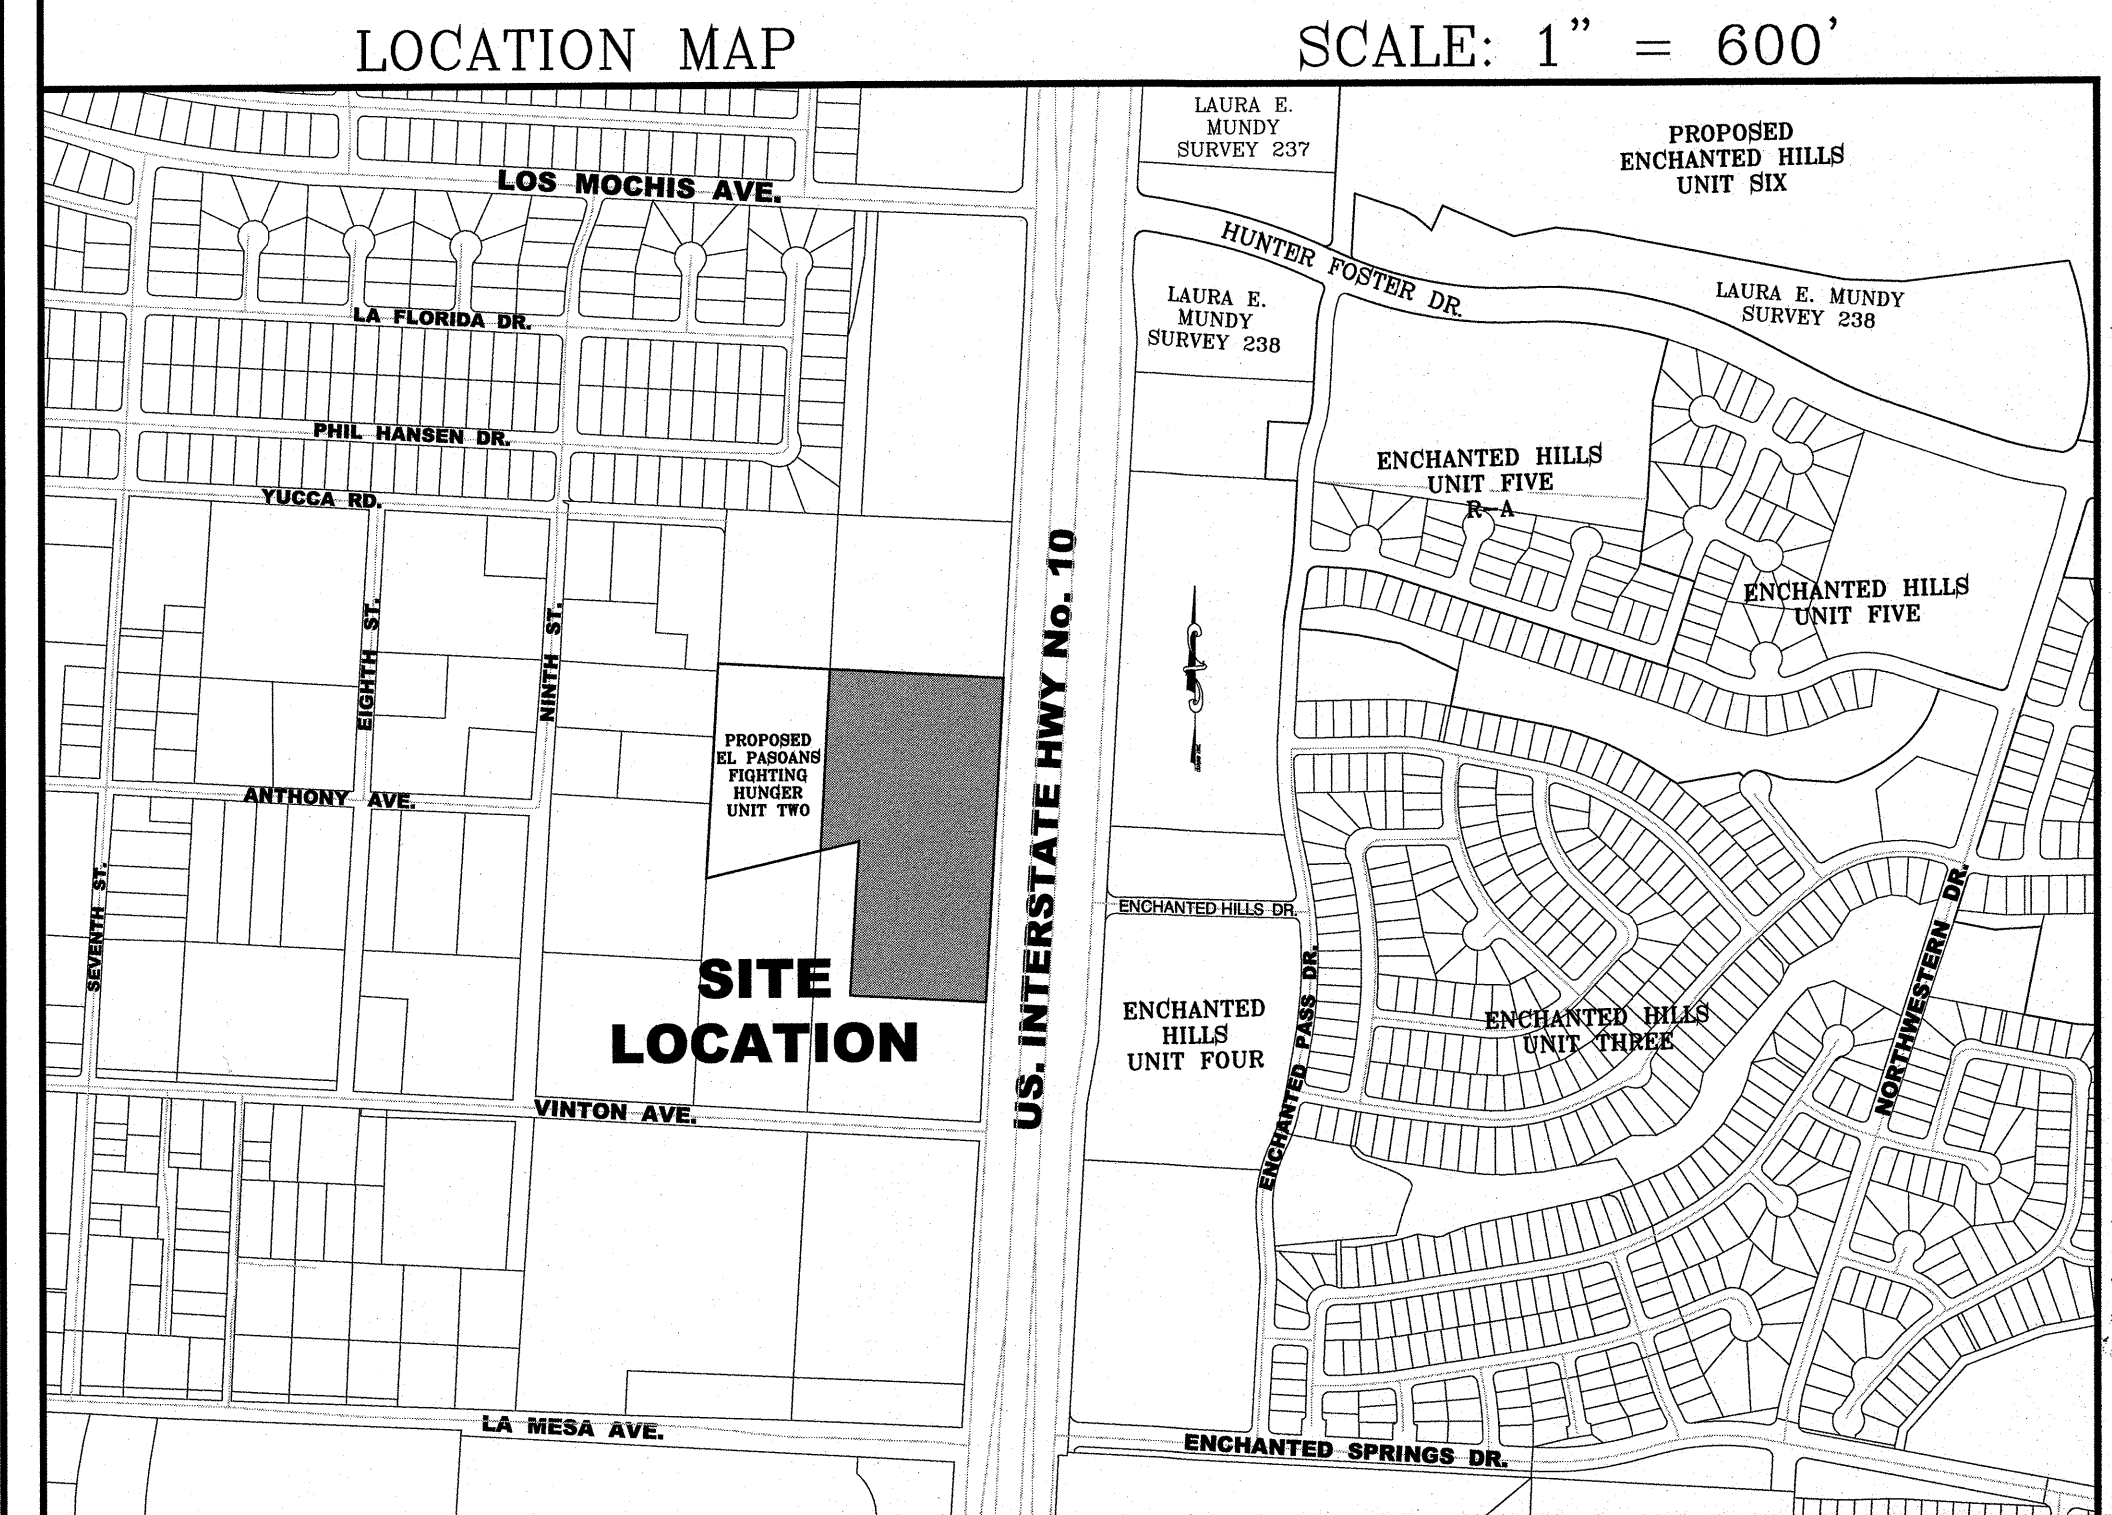 LOCATION MAP
SCALE: 1" = 600'
LAURA E.
MUNDY
SURVEY 237
PROPOSED
ENCHANTED HILLS
UNIT SIX
LOS MOCHIS AVE.
HUNTER FOSTER DR.
LAURA E.
MUNDY
SURVEY 238
LAURA E. MUNDY
SURVEY 238
LA FLORIDA DR.
PHIL HANSEN DR.
ENCHANTED HILLS
UNIT FIVE
R-A
YUCCA RD.
ENCHANTED HILLS
UNIT FIVE
EIGHTH ST.
NINTH ST.
US. INTERSTATE HWY No. 10
PROPOSED
EL PASOANS
FIGHTING
HUNGER
UNIT TWO
ANTHONY AVE.
SEVENTH ST.
ENCHANTED HILLS DR.
NORTHWESTERN DR.
SITE
LOCATION
ENCHANTED
HILLS
UNIT FOUR
ENCHANTED PASS DR.
ENCHANTED HILLS
UNIT THREE
VINTON AVE.
LA MESA AVE.
ENCHANTED SPRINGS DR.